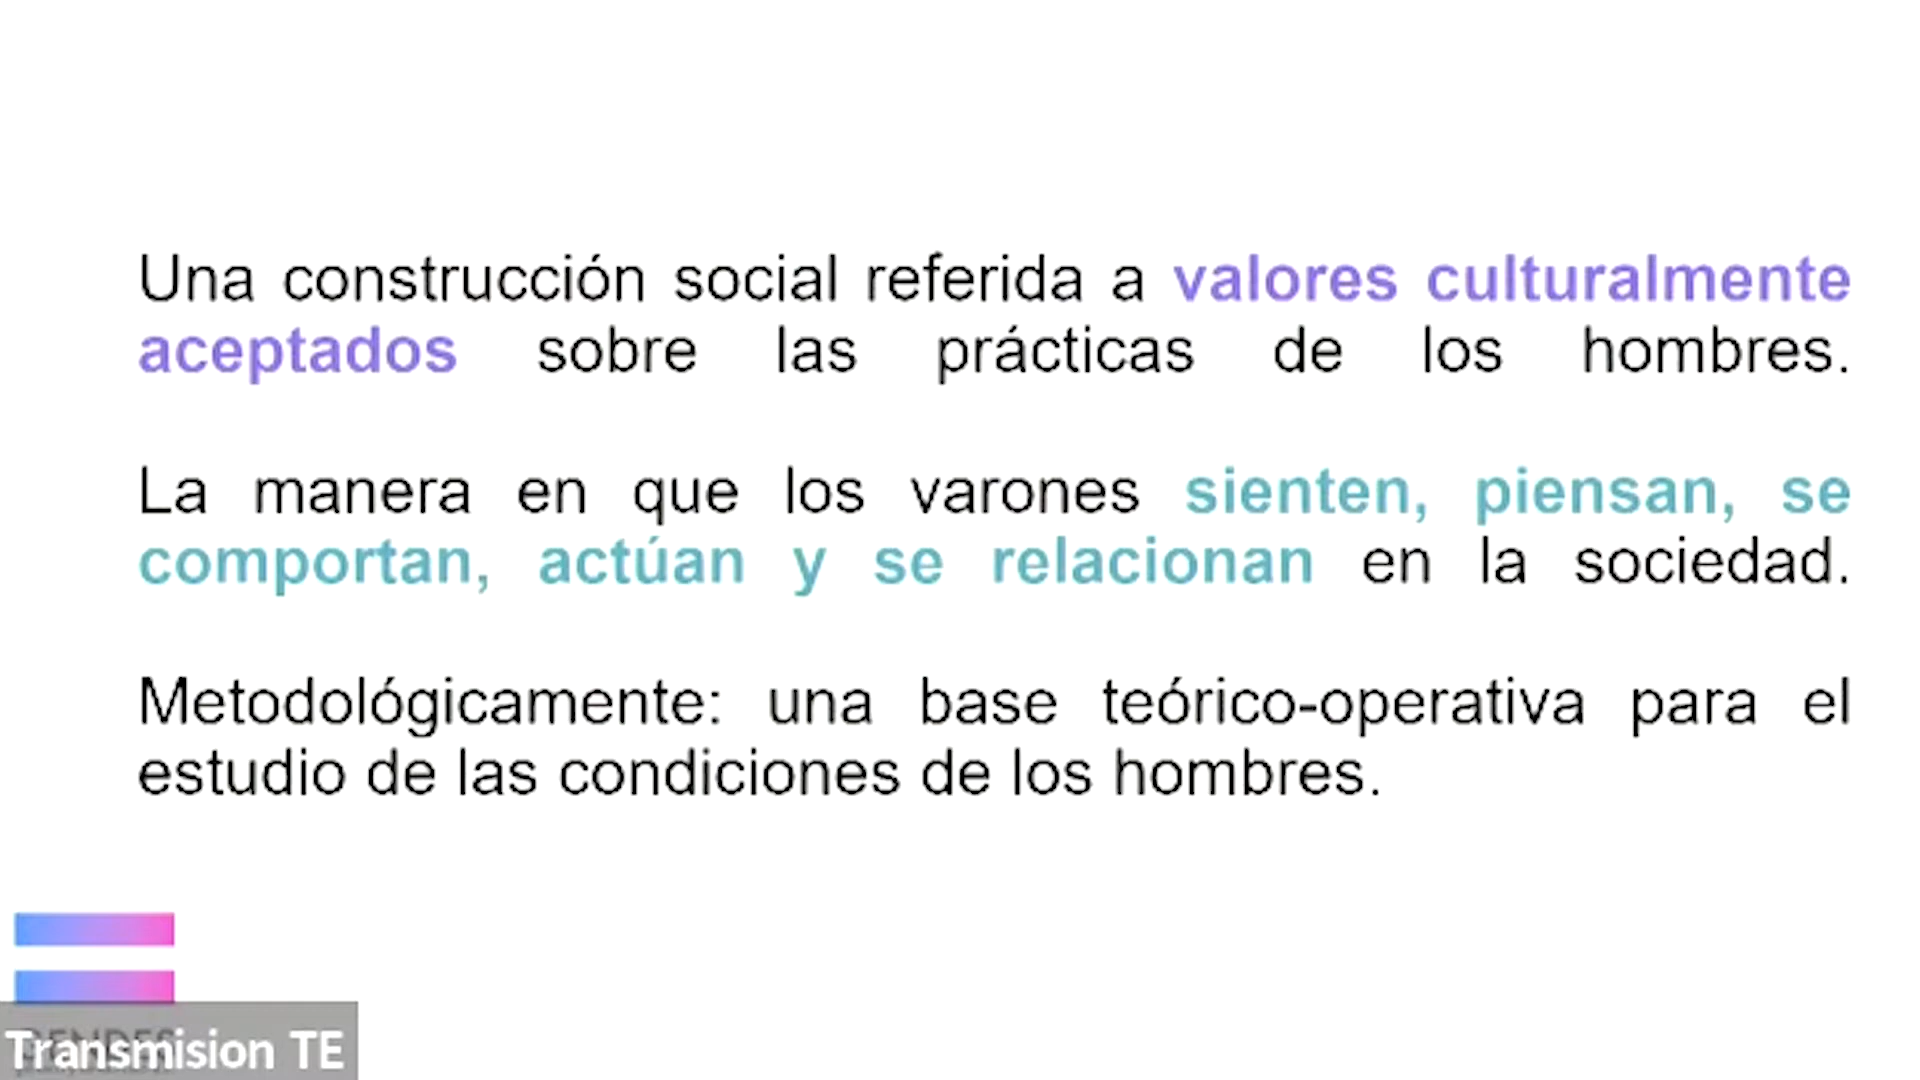 Una construcción social referida a valores culturalmente
aceptados sobre las prácticas de los hombres.
La manera en que los varones sienten, piensan, se
comportan, actúan y se relacionan en la sociedad.
Metodológicamente: una base teórico-operativa para el
estudio de las condiciones de los hombres.
Transmision TE